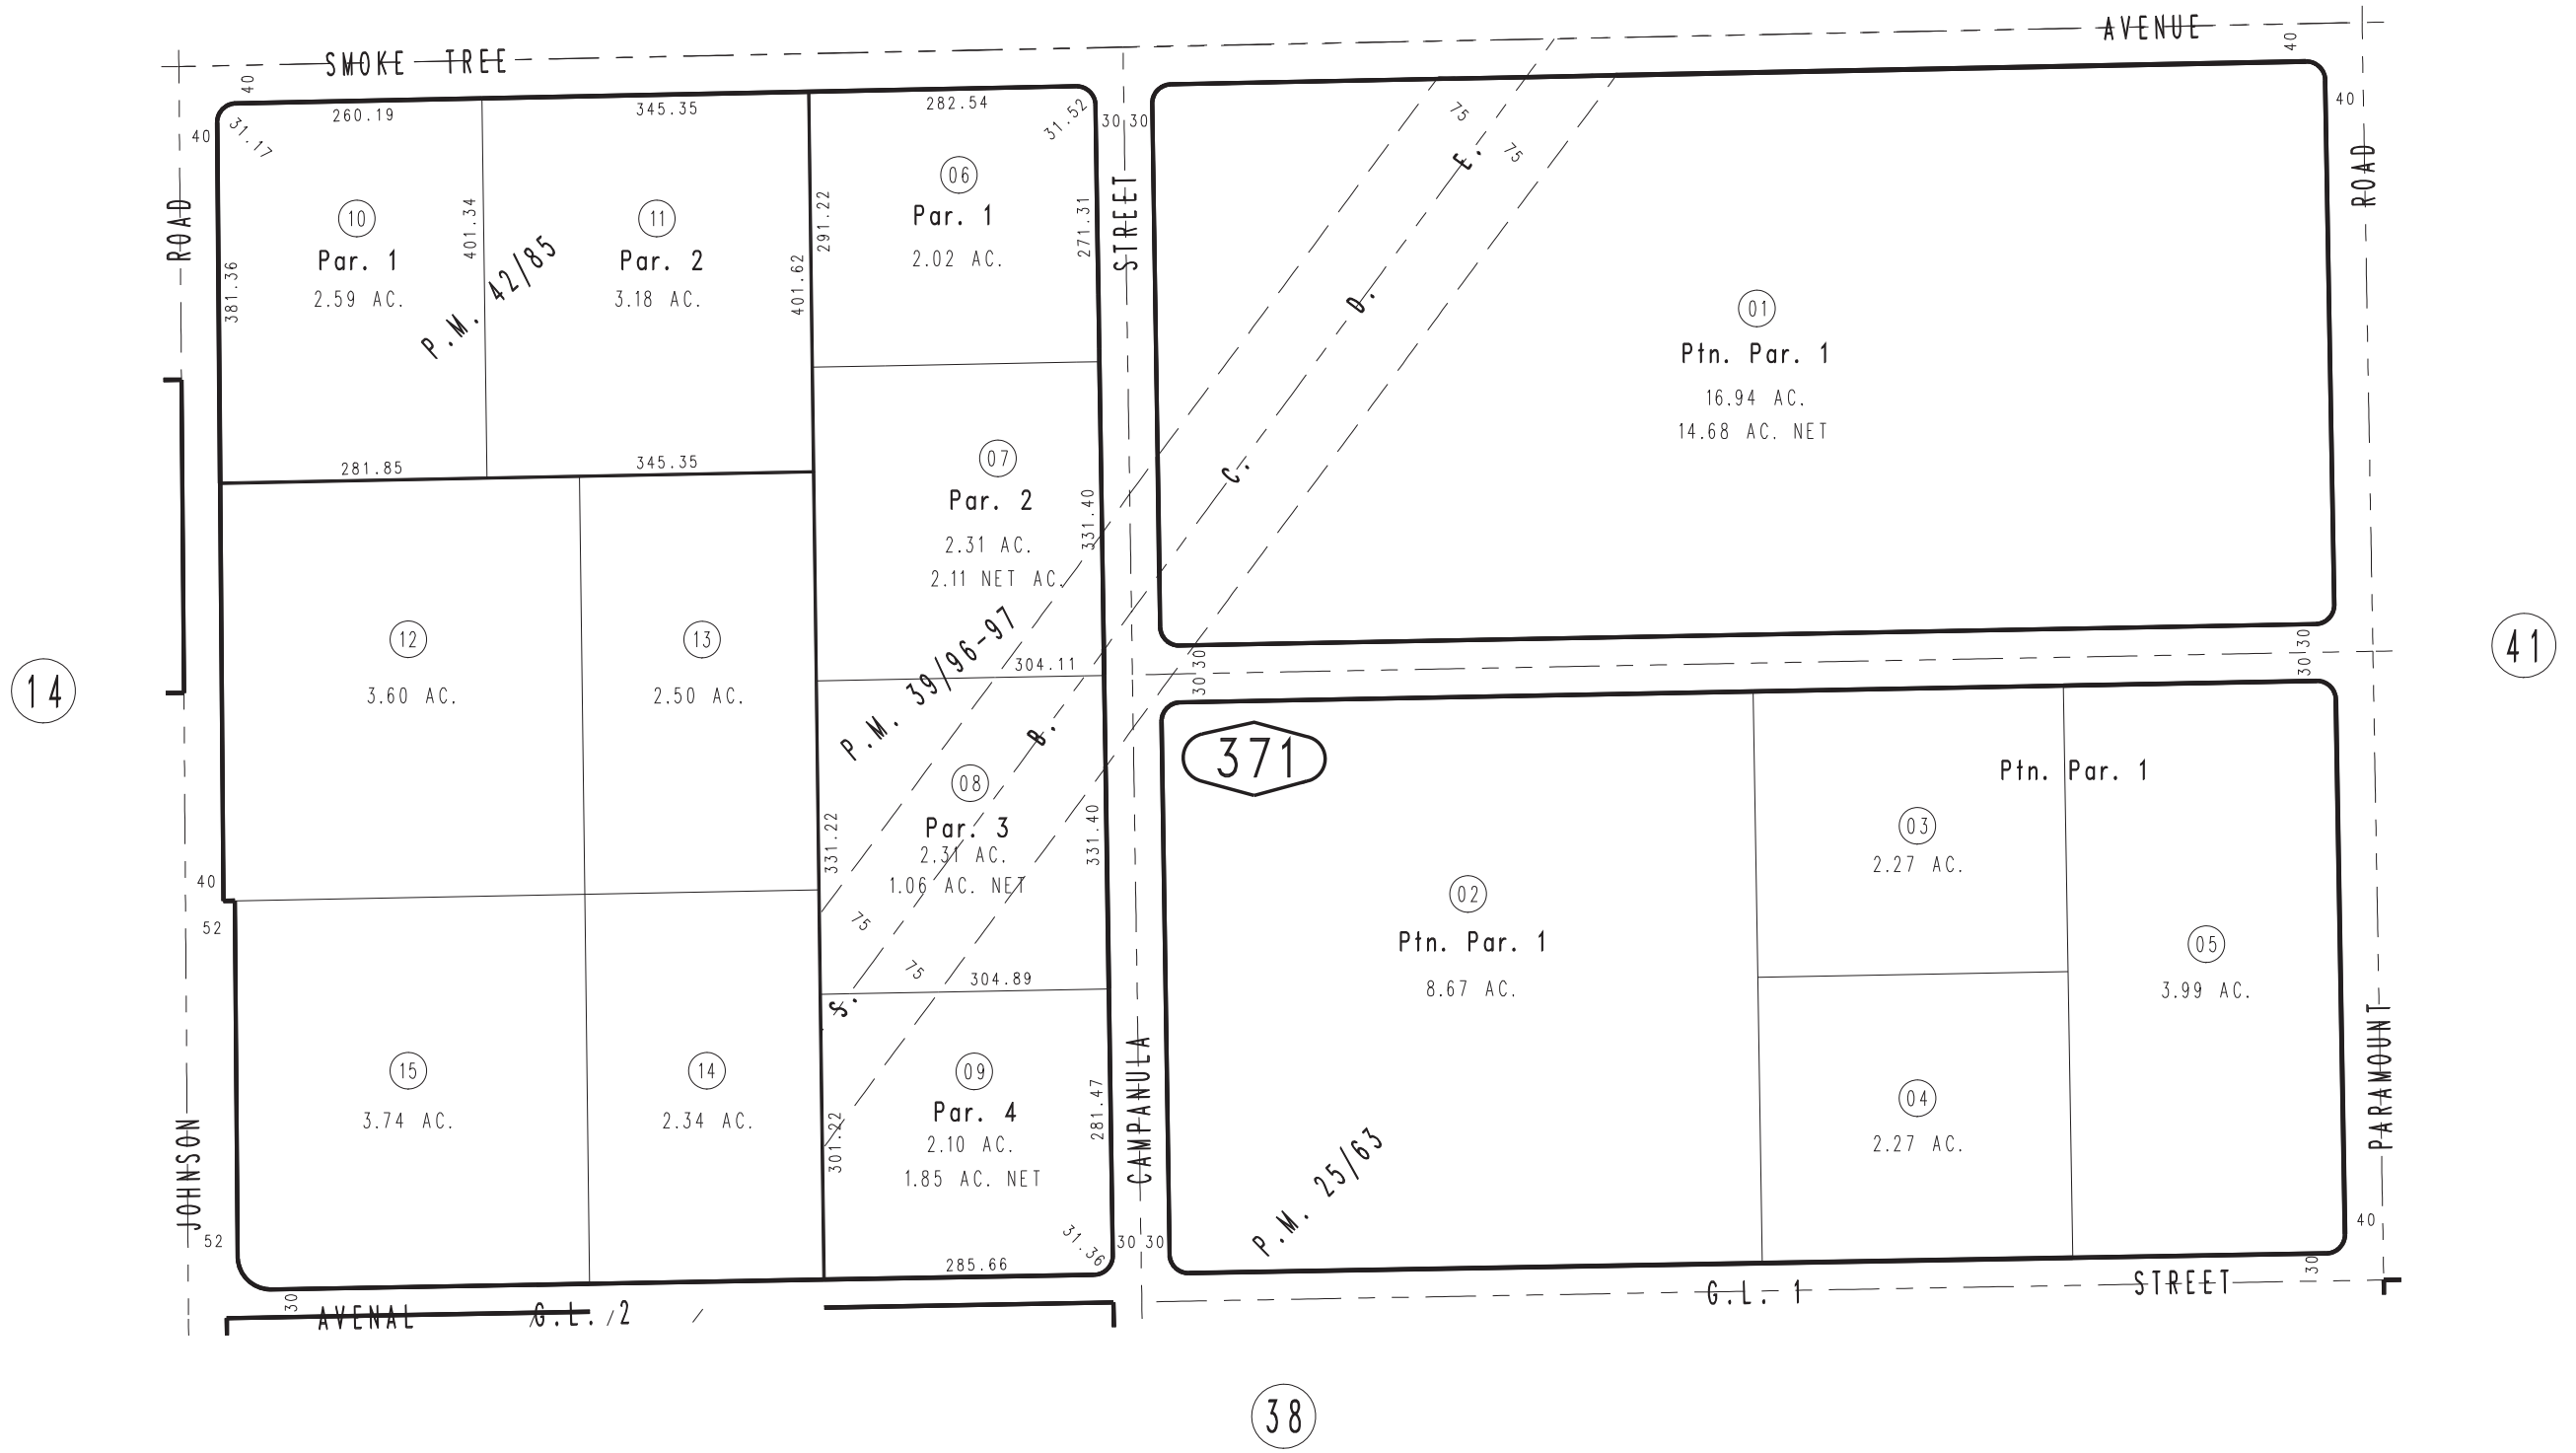 SMOKE TREE AVENUE
40
40
260.19
345.35
282.54
31.17
31.52
40
30 30
40
ROAD
STREET
ROAD
75
75
10
Par. 1
2.59 AC.
381.36
401.34
P.M. 42/85
11
Par. 2
3.18 AC.
401.62
291.22
06
Par. 1
2.02 AC.
271.31
S. B. C. D. E.
01
Ptn. Par. 1
16.94 AC.
14.68 AC. NET
281.85
345.35
07
Par. 2
2.31 AC.
2.11 NET AC.
331.40
P.M. 39/96-97
304.11
30 30
30 30
14
41
12
3.60 AC.
13
2.50 AC.
371
08
Par. 3
2.31 AC.
1.06 AC. NET
331.22
331.40
75
75
304.89
Ptn. Par. 1
03
2.27 AC.
02
Ptn. Par. 1
8.67 AC.
05
3.99 AC.
40
52
15
3.74 AC.
14
2.34 AC.
09
Par. 4
2.10 AC.
1.85 AC. NET
301.22
281.47
31.36
285.66
04
2.27 AC.
P.M. 25/63
JOHNSON
CAMPANULA
PARAMOUNT
52
30 30
40
30
30
AVENAL G.L. 2 G.L. 1 STREET
38